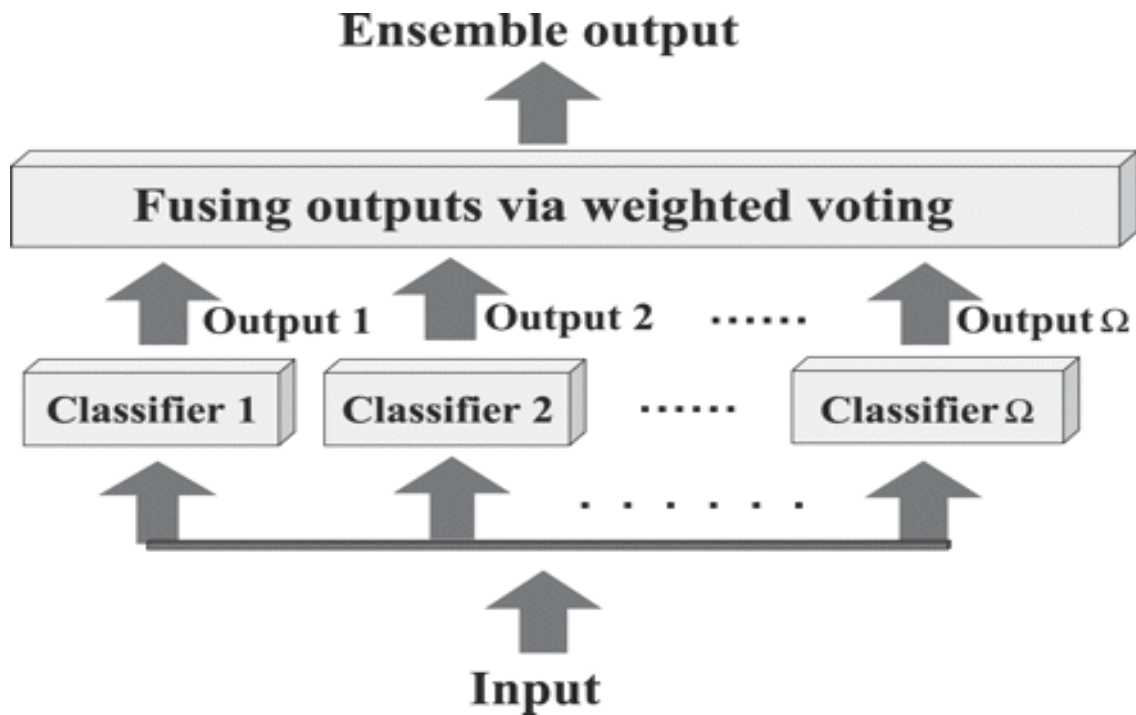 Ensemble output
Fusing outputs via weighted voting
Output 1 Output 2 ...... Output Ω
Classifier 1 Classifier 2 ...... Classifier Ω
. . . . . .
Input